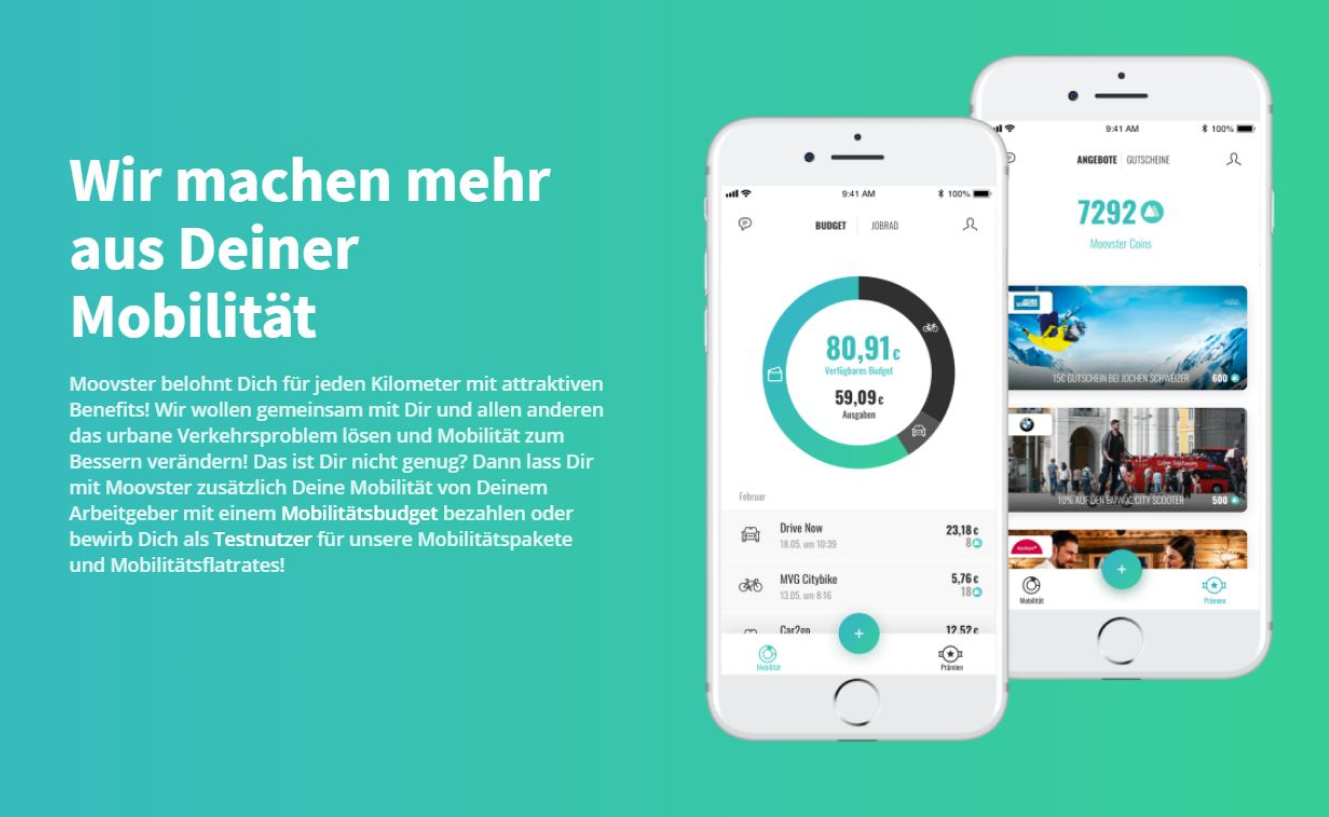 Wir machen mehr
aus Deiner
Mobilität
Moovster belohnt Dich für jeden Kilometer mit attraktiven
Benefits! Wir wollen gemeinsam mit Dir und allen anderen
das urbane Verkehrsproblem lösen und Mobilität zum
Bessern verändern! Das ist Dir nicht genug? Dann lass Dir
mit Moovster zusätzlich Deine Mobilität von Deinem
Arbeitgeber mit einem Mobilitätsbudget bezahlen oder
bewirb Dich als Testnutzer für unsere Mobilitätspakete
und Mobilitätsflatrates!
9:41 AM 100%
BUDGET JOBRAD
80,91 €
Verfügbares Budget
59,09 €
Ausgaben
Februar
Drive Now 23,18 €
18.05. um 10:39 8
MVG Citybike 5,76 €
13.05. um 8:16 18
Car2go 12,52 €
+
Mobilität Prämien
9:41 AM 100%
ANGEBOTE GUTSCHEINE
7292
Moovster Coins
15€ GUTSCHEIN BEI JOCHEN SCHWEIZER 600
10% AUF DEN BMW X2CITY SCOOTER 500
+
Mobilität Prämien